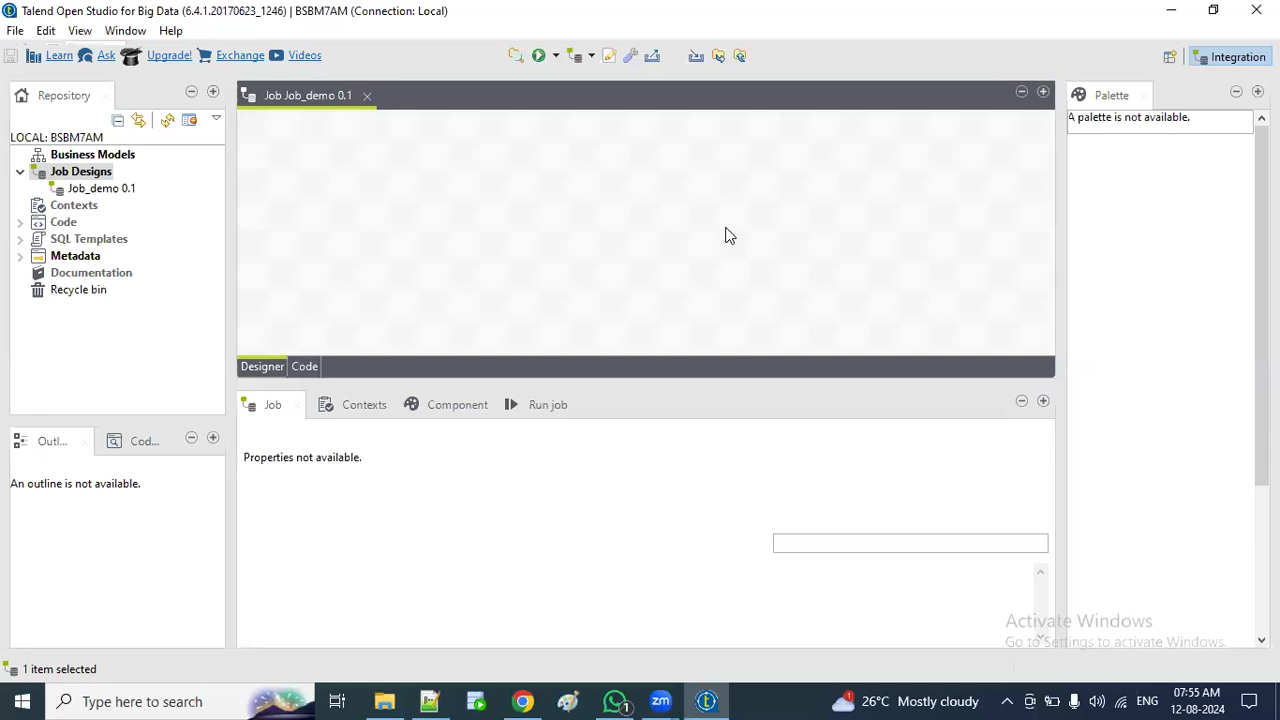 Talend Open Studio for Big Data (6.4.1.20170623_1246) | BSBM7AM (Connection: Local)
File Edit View Window Help
Learn Ask Upgrade! Exchange Videos Integration
Repository
Job Job_demo 0.1
Palette
A palette is not available.
LOCAL: BSBM7AM
Business Models
Job Designs
Job_demo 0.1
Contexts
Code
SQL Templates
Metadata
Documentation
Recycle bin
Designer Code
Job Contexts Component Run job
Outl... Cod...
Properties not available.
An outline is not available.
Activate Windows
Go to Settings to activate Windows.
1 item selected
Type here to search
1
zm
1
26°C Mostly cloudy
ENG
07:55 AM
12-08-2024